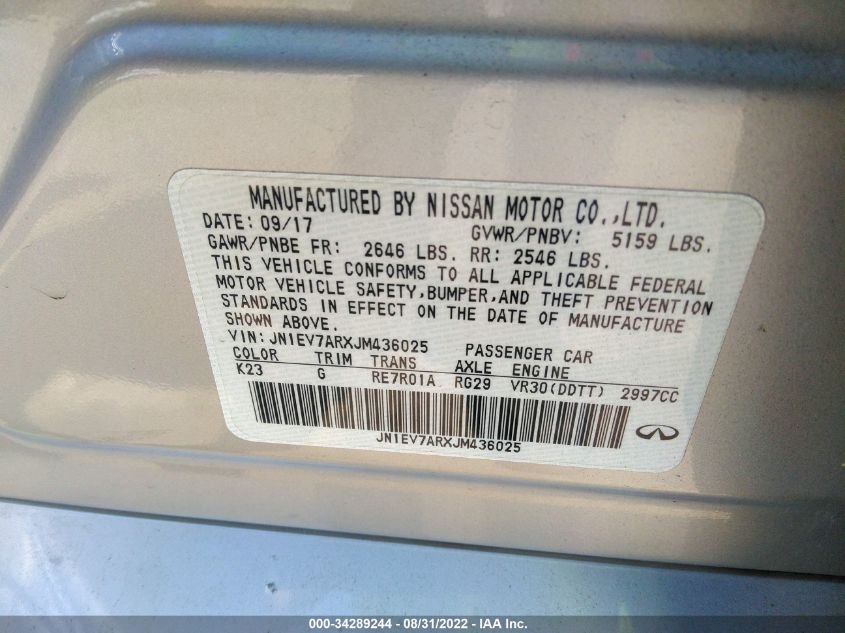 MANUFACTURED BY NISSAN MOTOR CO.,LTD.
DATE: 09/17 GVWR/PNBV: 5159 LBS.
GAWR/PNBE FR: 2646 LBS. RR: 2546 LBS.
THIS VEHICLE CONFORMS TO ALL APPLICABLE FEDERAL
MOTOR VEHICLE SAFETY,BUMPER,AND THEFT PREVENTION
STANDARDS IN EFFECT ON THE DATE OF MANUFACTURE
SHOWN ABOVE.
VIN: JN1EV7ARXJM436025 PASSENGER CAR
COLOR TRIM TRANS AXLE ENGINE
K23 G RE7R01A RG29 VR30(DDTT) 2997CC
JN1EV7ARXJM436025
000-34289244 - 08/31/2022 - IAA Inc.